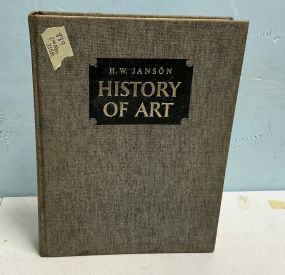 H. W. JANSON
HISTORY
OF ART